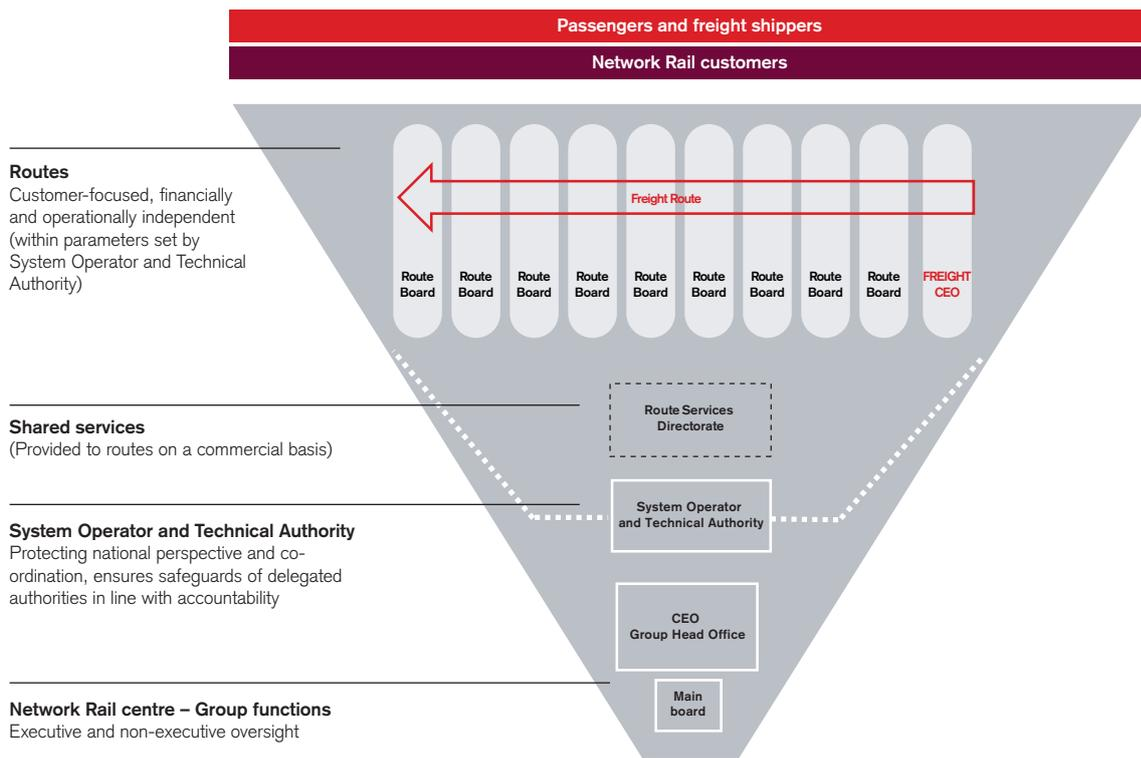 Passengers and freight shippers
Network Rail customers
Routes
Customer-focused, financially
and operationally independent
(within parameters set by
System Operator and Technical
Authority)
Freight Route
Route
Board
Route
Board
Route
Board
Route
Board
Route
Board
Route
Board
Route
Board
Route
Board
Route
Board
FREIGHT
CEO
Shared services
(Provided to routes on a commercial basis)
Route Services
Directorate
System Operator and Technical Authority
Protecting national perspective and co-
ordination, ensures safeguards of delegated
authorities in line with accountability
System Operator
and Technical Authority
CEO
Group Head Office
Network Rail centre – Group functions
Executive and non-executive oversight
Main
board